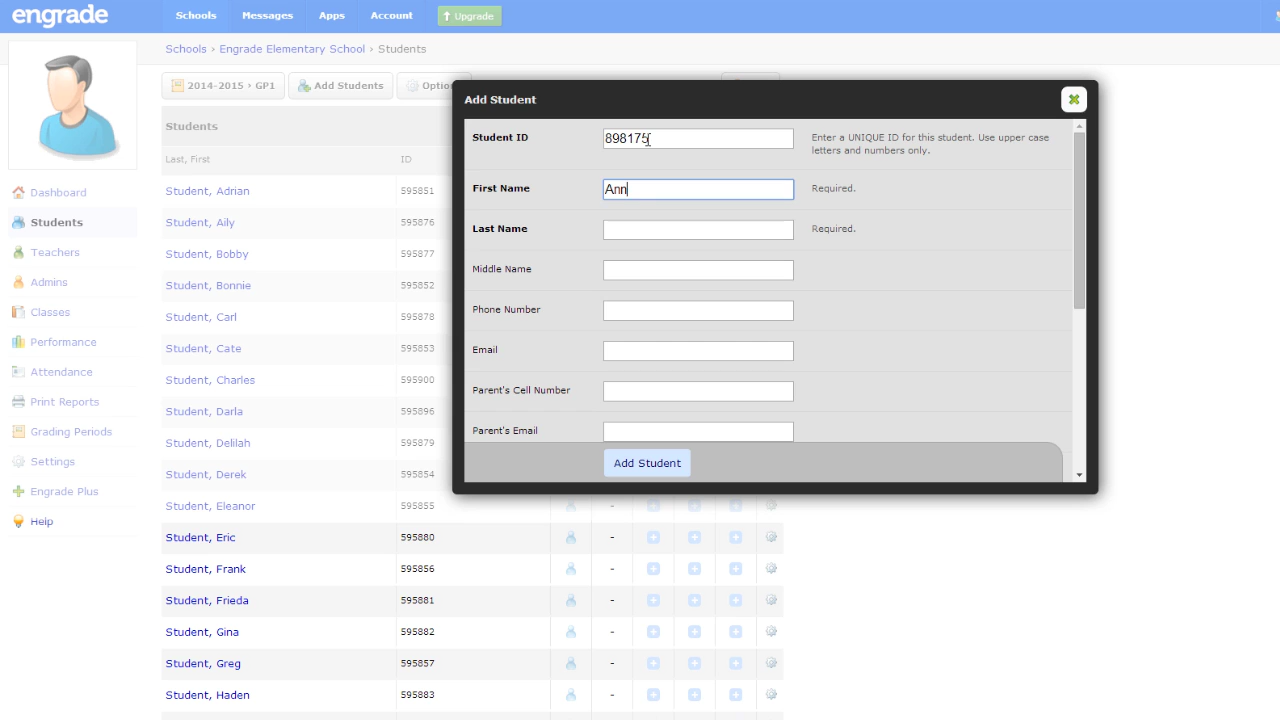 engrade
Schools Messages Apps Account Upgrade
Schools › Engrade Elementary School › Students
2014-2015 › GP1 Add Students Optio
Add Student
Student ID 898175 Enter a UNIQUE ID for this student. Use upper case
letters and numbers only.
First Name Ann Required.
Last Name Required.
Middle Name
Phone Number
Email
Parent's Cell Number
Parent's Email
Add Student
Dashboard
Students
Teachers
Admins
Classes
Performance
Attendance
Print Reports
Grading Periods
Settings
Engrade Plus
Help
Students
Last, First ID
Student, Adrian 595851
Student, Aily 595876
Student, Bobby 595877
Student, Bonnie 595852
Student, Carl 595878
Student, Cate 595853
Student, Charles 595900
Student, Darla 595896
Student, Delilah 595879
Student, Derek 595854
Student, Eleanor 595855 -
Student, Eric 595880 -
Student, Frank 595856 -
Student, Frieda 595881 -
Student, Gina 595882 -
Student, Greg 595857 -
Student, Haden 595883 -